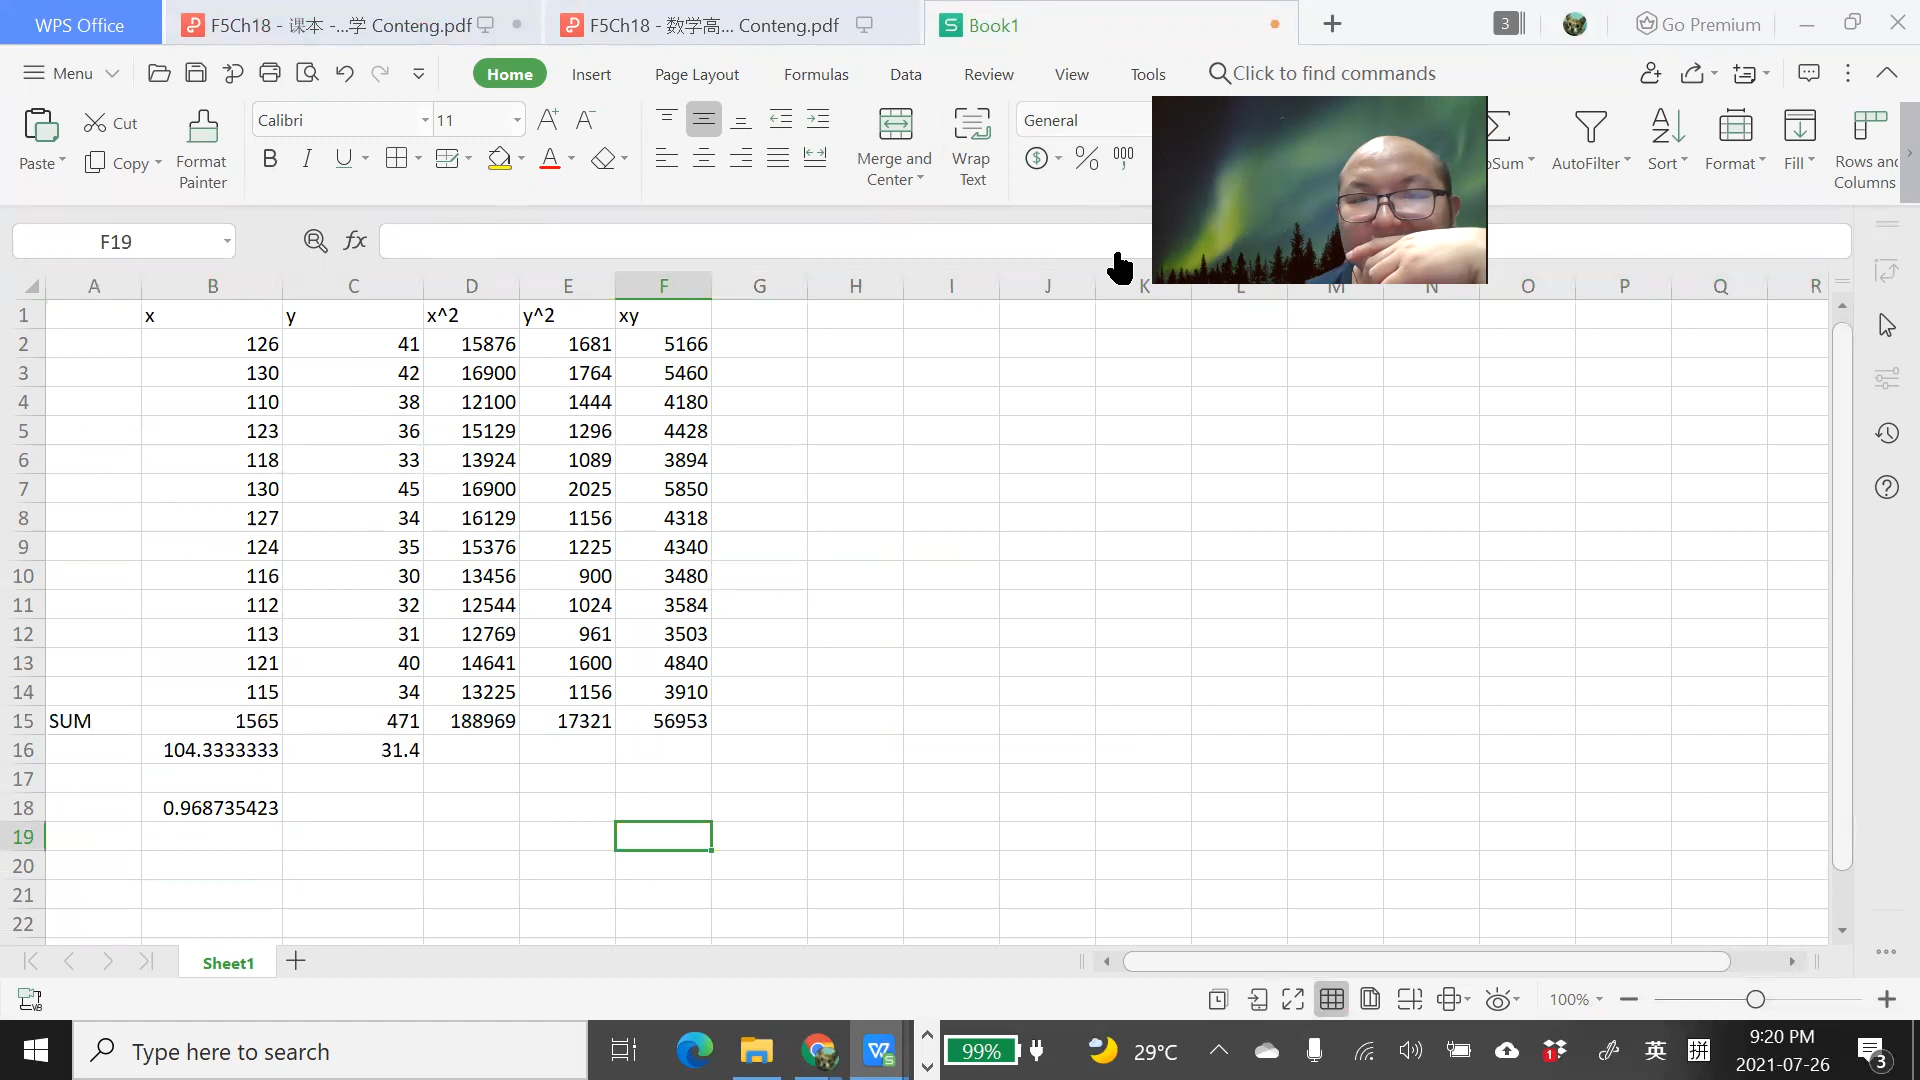 WPS Office
F5Ch18 - 课本 -...学 Conteng.pdf
F5Ch18 - 数学高... Conteng.pdf
S Book1
3
Go Premium
Menu
Home Insert Page Layout Formulas Data Review View Tools
Click to find commands
Paste
Cut
Copy
Format
Painter
Calibri 11
B I U A
Merge and
Center
Wrap
Text
General
Sum
AutoFilter
Sort
Format
Fill
Rows and
Columns
F19 fx
A B C D E F G H I J K L M N O P Q R
1 x y x^2 y^2 xy
2 126 41 15876 1681 5166
3 130 42 16900 1764 5460
4 110 38 12100 1444 4180
5 123 36 15129 1296 4428
6 118 33 13924 1089 3894
7 130 45 16900 2025 5850
8 127 34 16129 1156 4318
9 124 35 15376 1225 4340
10 116 30 13456 900 3480
11 112 32 12544 1024 3584
12 113 31 12769 961 3503
13 121 40 14641 1600 4840
14 115 34 13225 1156 3910
15 SUM 1565 471 188969 17321 56953
16 104.3333333 31.4
17
18 0.968735423
19
20
21
22
Sheet1
100%
Type here to search
99%
29°C
1
英
拼
9:20 PM
2021-07-26
3